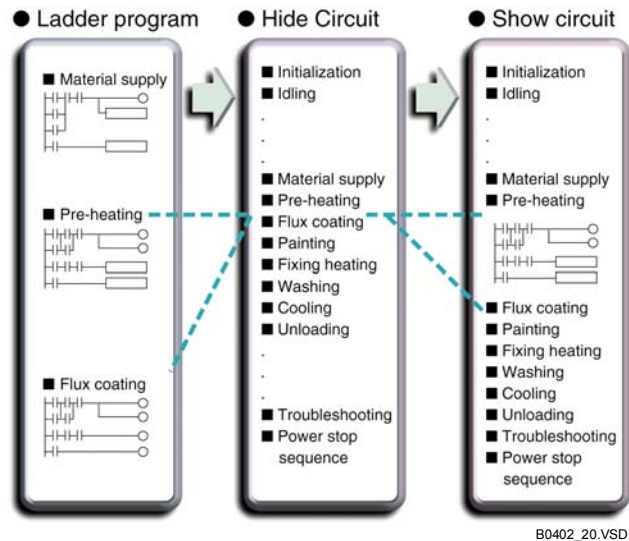 ● Ladder program
■ Material supply
■ Pre-heating
■ Flux coating
● Hide Circuit
■ Initialization
■ Idling
.
.
.
■ Material supply
■ Pre-heating
■ Flux coating
■ Painting
■ Fixing heating
■ Washing
■ Cooling
■ Unloading
.
.
.
■ Troubleshooting
■ Power stop
sequence
● Show circuit
■ Initialization
■ Idling
.
.
.
■ Material supply
■ Pre-heating
■ Flux coating
■ Painting
■ Fixing heating
■ Washing
■ Cooling
■ Unloading
■ Troubleshooting
■ Power stop
sequence
B0402_20.VSD